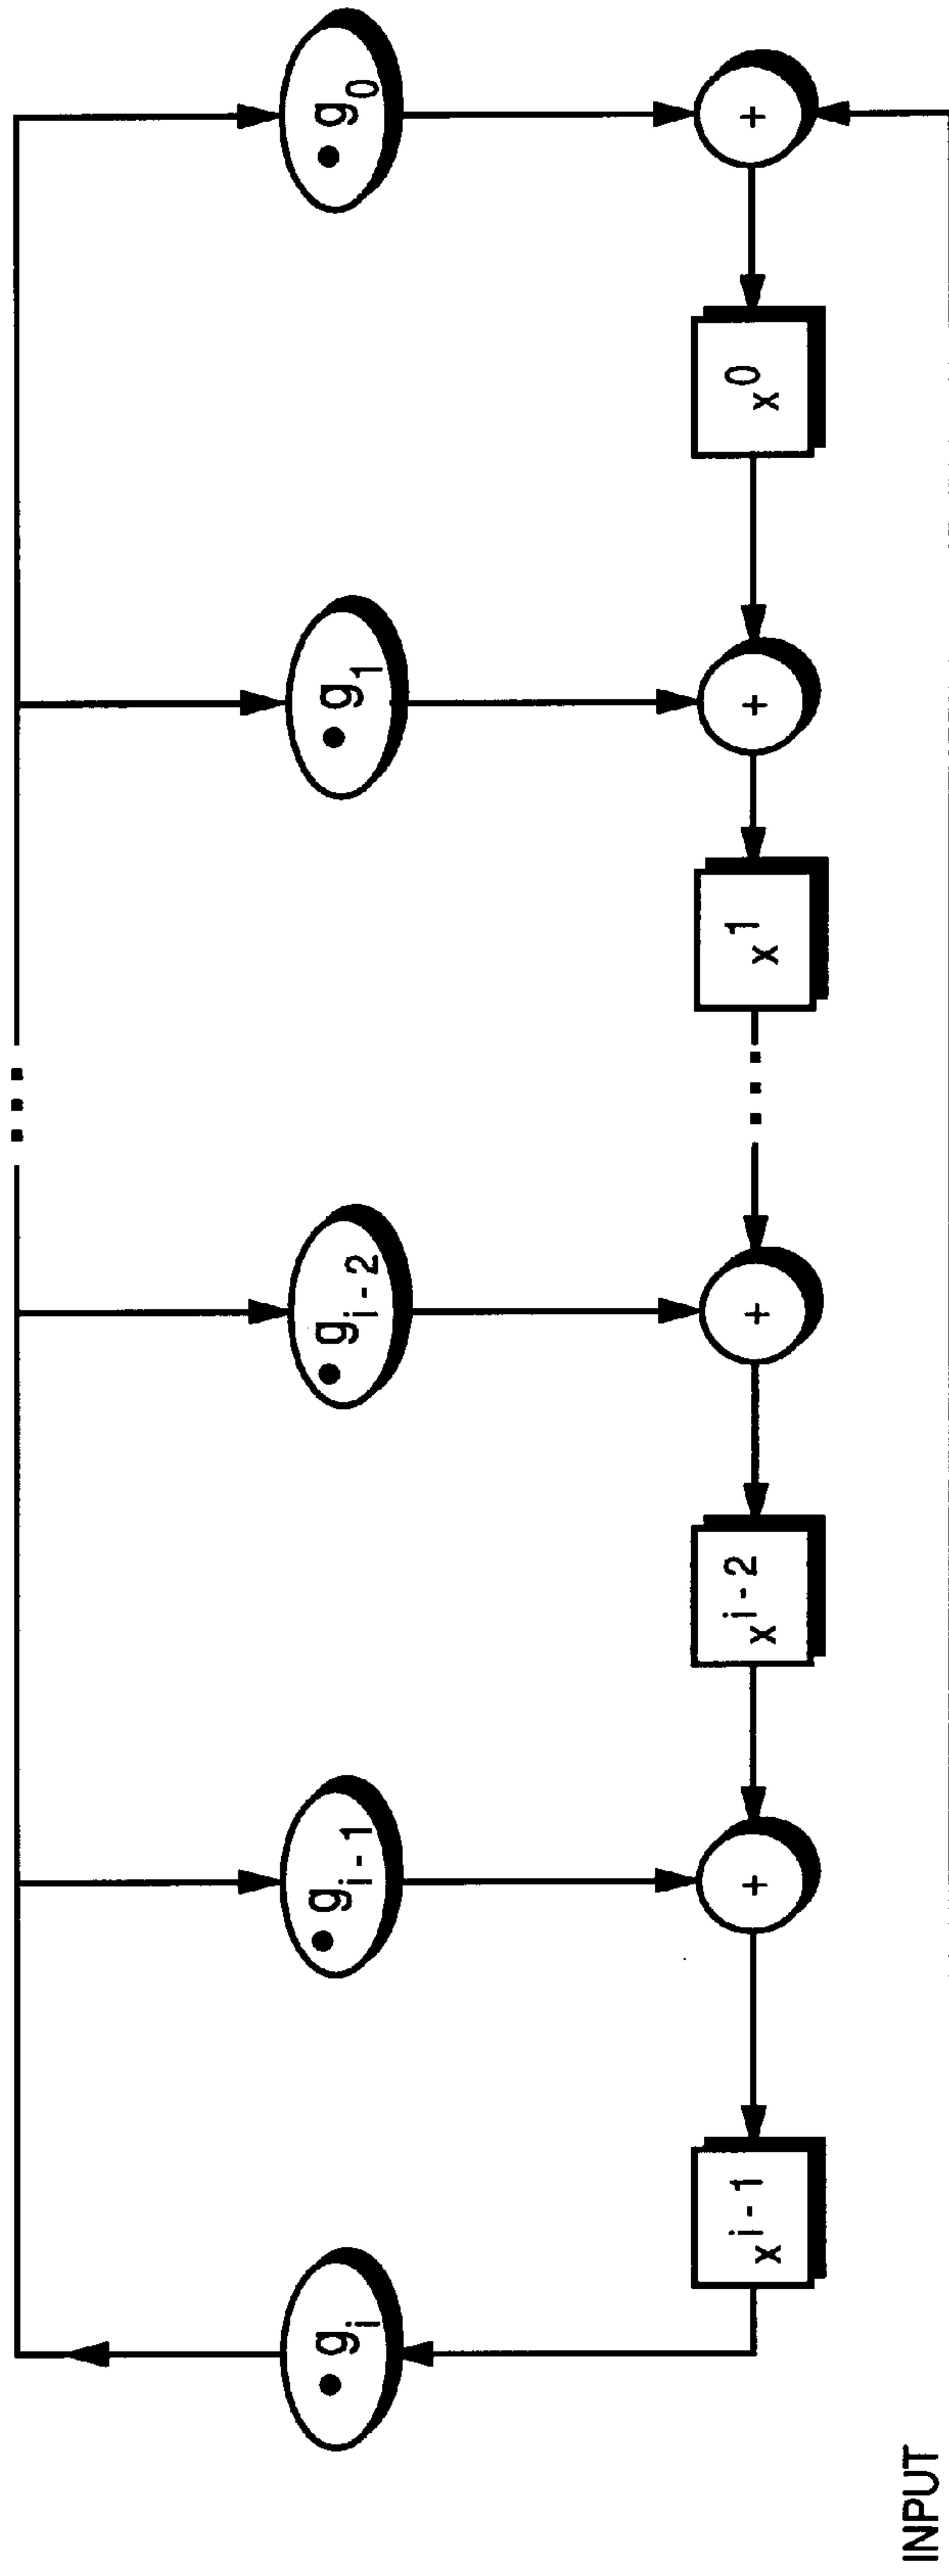 ...
• gᵢ • gᵢ₋₁ • gᵢ₋₂ • g₁ • g₀
xⁱ⁻¹ + xⁱ⁻² + ... x¹ + x⁰ +
INPUT